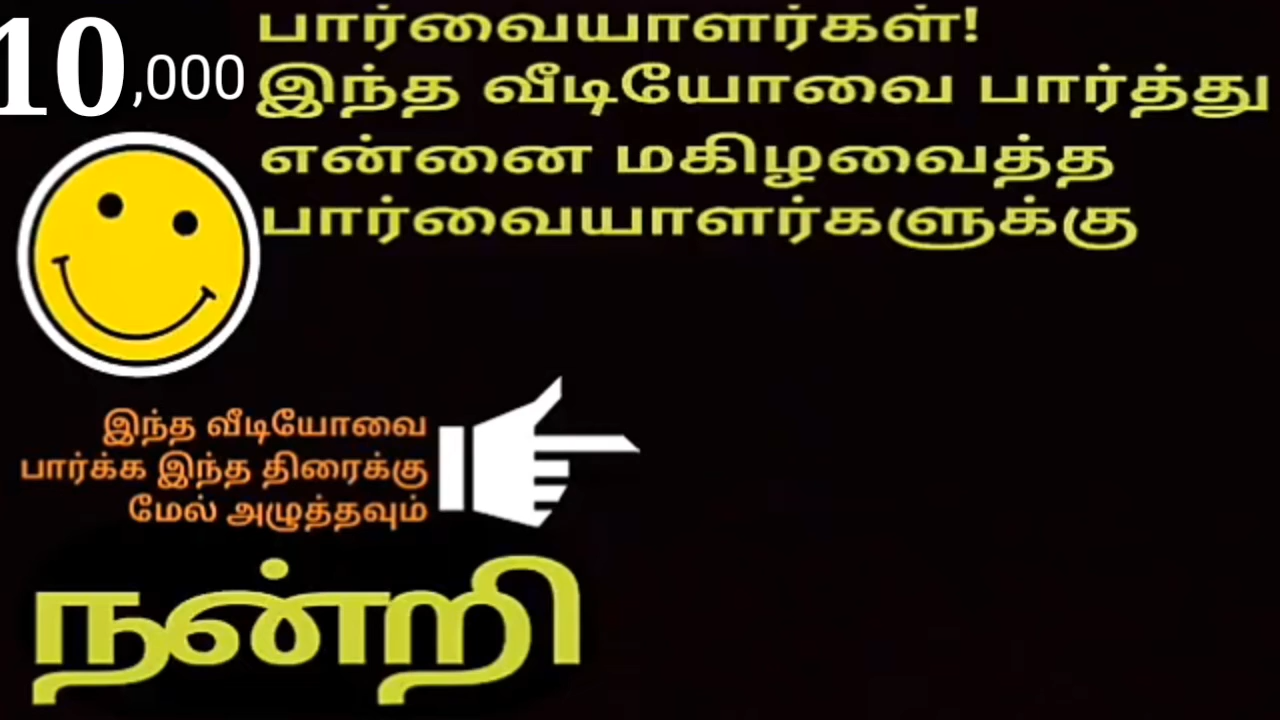 10,000 பார்வையாளர்கள்!
இந்த வீடியோவை பார்த்து
என்னை மகிழவைத்த
பார்வையாளர்களுக்கு
இந்த வீடியோவை
பார்க்க இந்த திரைக்கு
மேல் அழுத்தவும்
நன்றி